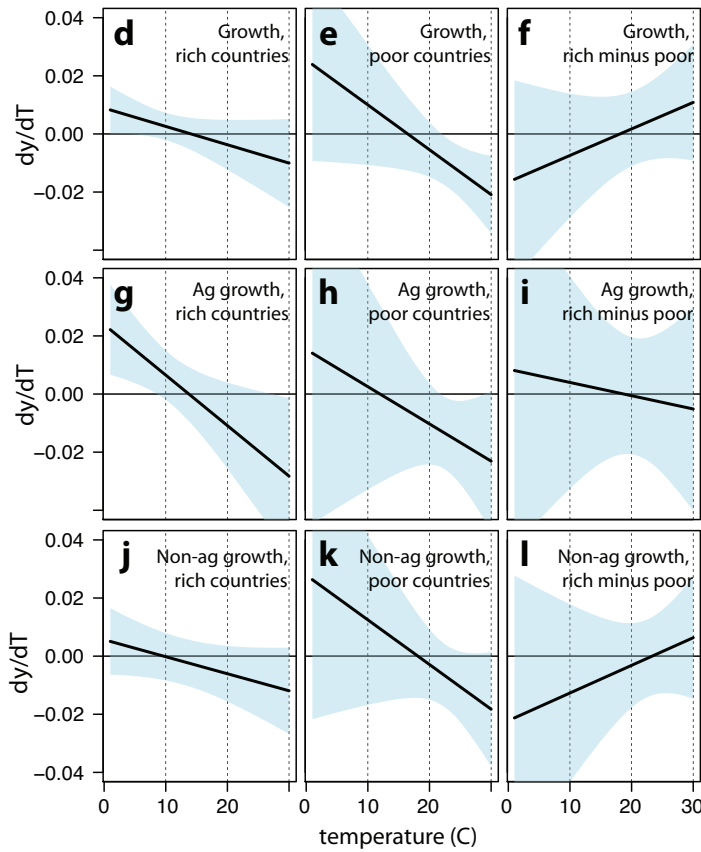 d
Growth,
rich countries
e
Growth,
poor countries
f
Growth,
rich minus poor
0.04
0.02
0.00
−0.02
dy/dT
g
Ag growth,
rich countries
h
Ag growth,
poor countries
i
Ag growth,
rich minus poor
0.04
0.02
0.00
−0.02
dy/dT
j
Non-ag growth,
rich countries
k
Non-ag growth,
poor countries
l
Non-ag growth,
rich minus poor
0.04
0.02
0.00
−0.02
−0.04
dy/dT
0 10 20 0 10 20 0 10 20 30
temperature (C)